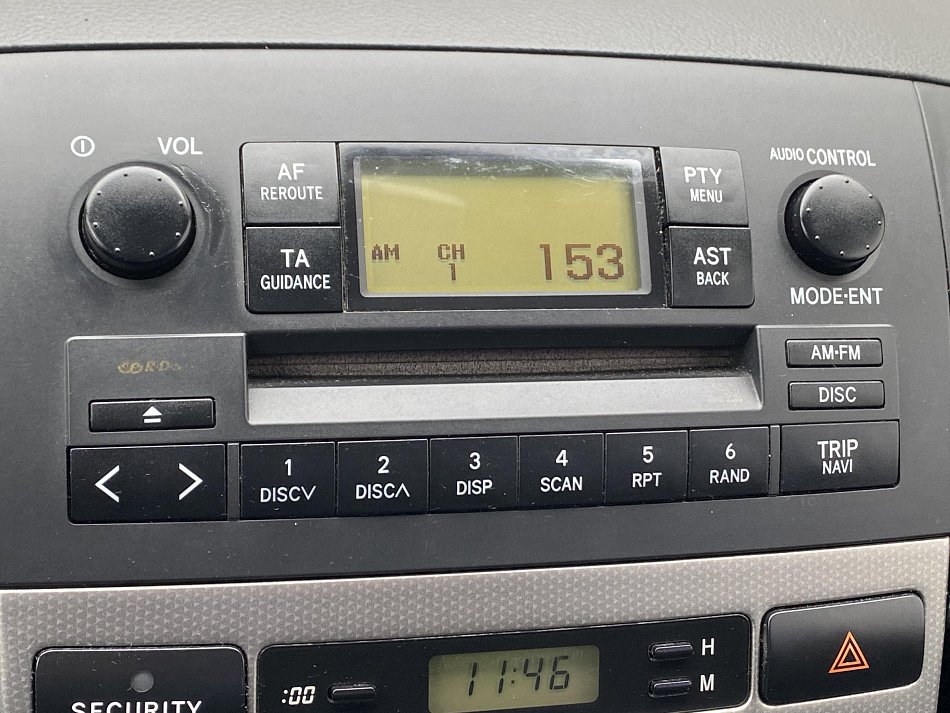 VOL
AF
REROUTE
TA
GUIDANCE
AM CH 153
1
PTY
MENU
AST
BACK
AUDIO CONTROL
MODE·ENT
AM·FM
DISC
TRIP
NAVI
< >
1
DISC∨
2
DISC∧
3
DISP
4
SCAN
5
RPT
6
RAND
SECURITY
:00
11:46
H
M